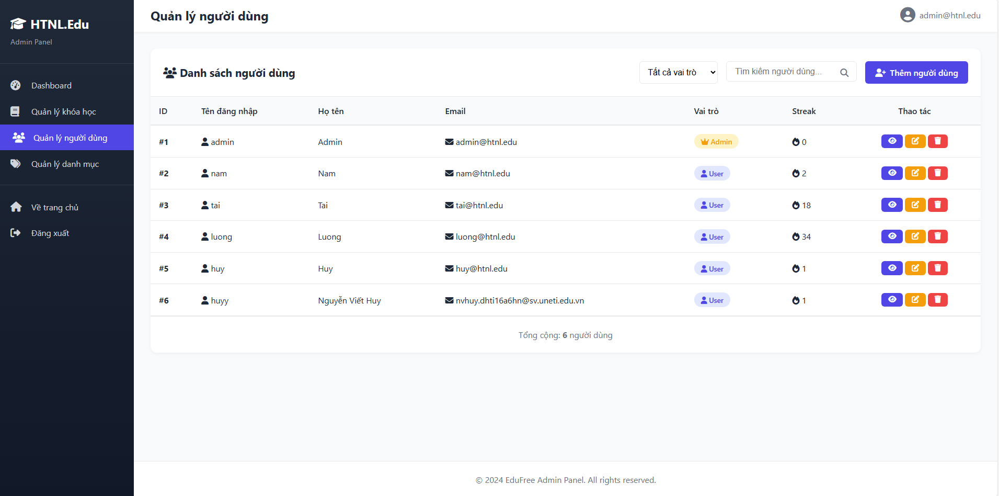 HTNL.Edu
Admin Panel
Dashboard
Quản lý khóa học
Quản lý người dùng
Quản lý danh mục
Về trang chủ
Đăng xuất
Quản lý người dùng
admin@htnl.edu
Danh sách người dùng
Tất cả vai trò
Tìm kiếm người dùng...
Thêm người dùng
ID Tên đăng nhập Họ tên Email Vai trò Streak Thao tác
#1 admin Admin admin@htnl.edu Admin 0
#2 nam Nam nam@htnl.edu User 2
#3 tai Tai tai@htnl.edu User 18
#4 luong Luong luong@htnl.edu User 34
#5 huy Huy huy@htnl.edu User 1
#6 huyy Nguyễn Viết Huy nvhuy.dhti16a6hn@sv.uneti.edu.vn User 1
Tổng cộng: 6 người dùng
© 2024 EduFree Admin Panel. All rights reserved.